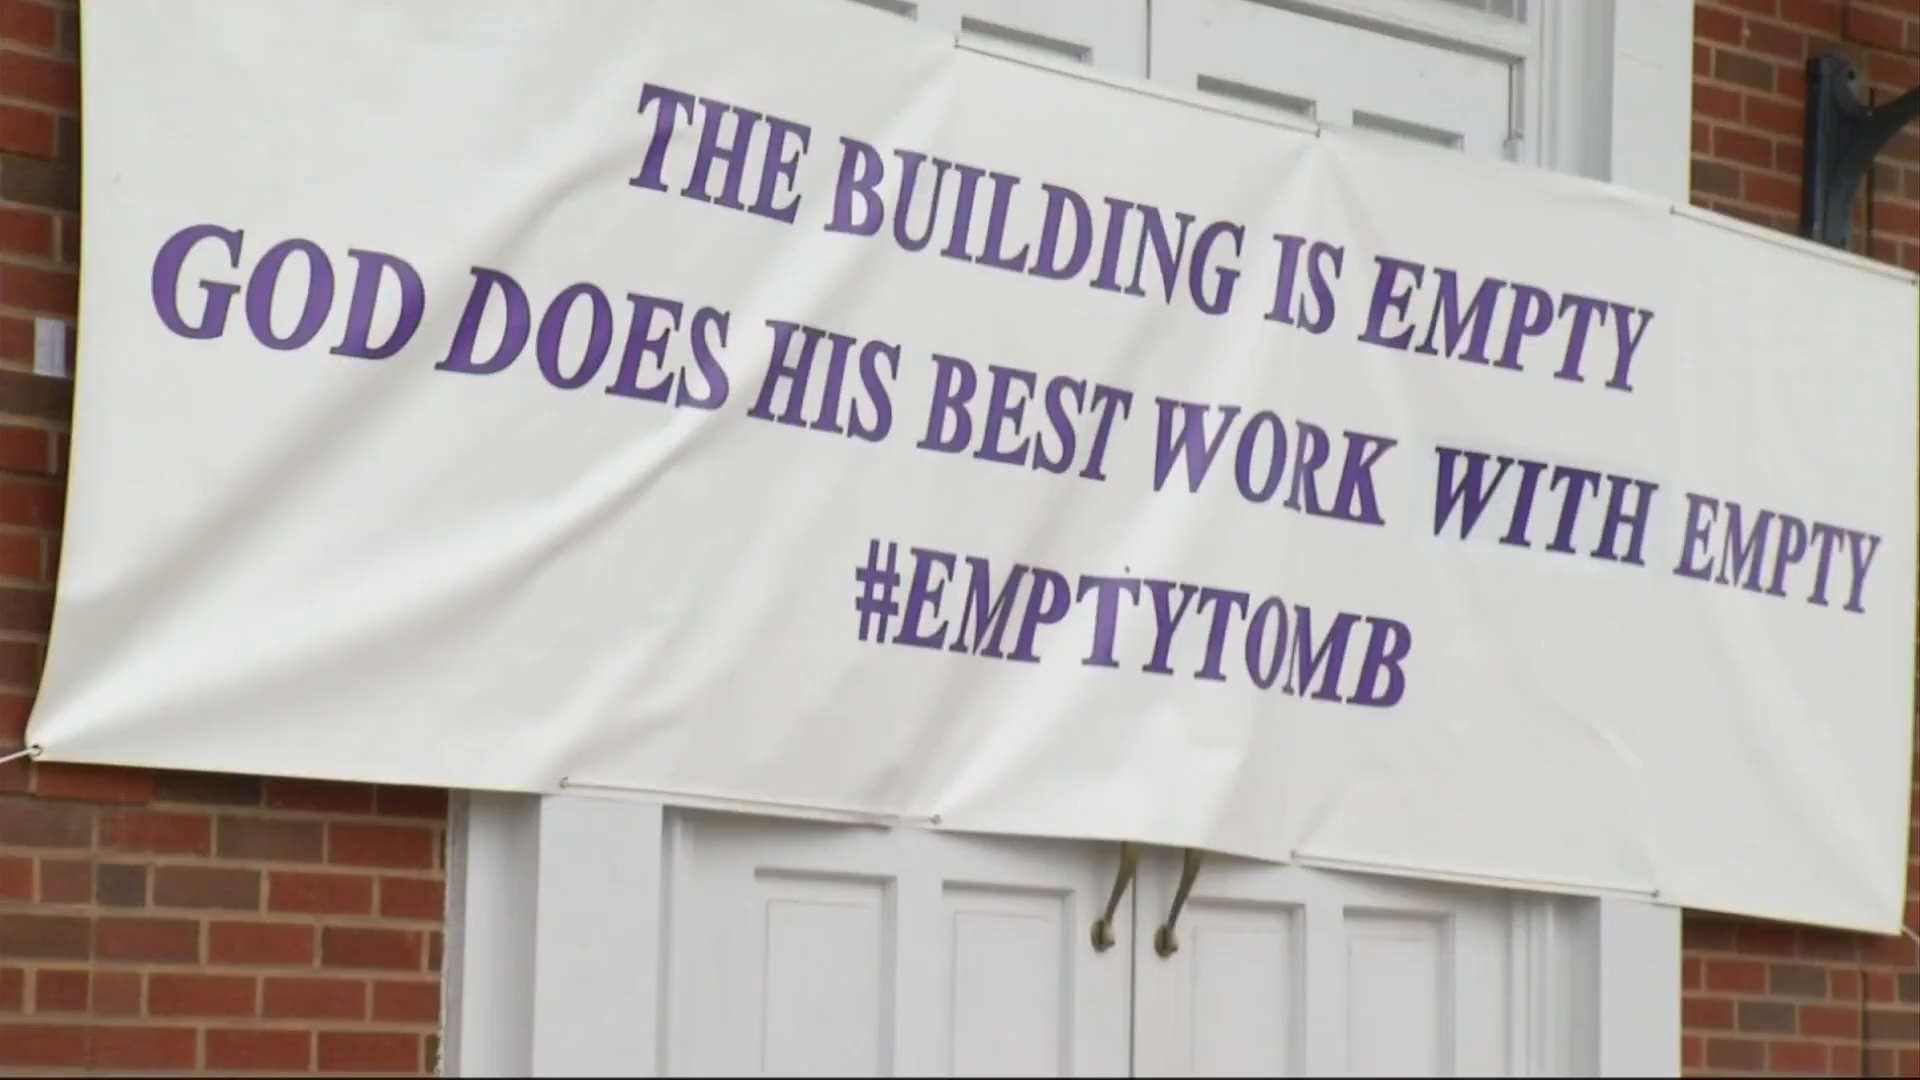 THE BUILDING IS EMPTY
GOD DOES HIS BEST WORK WITH EMPTY
#EMPTYTOMB